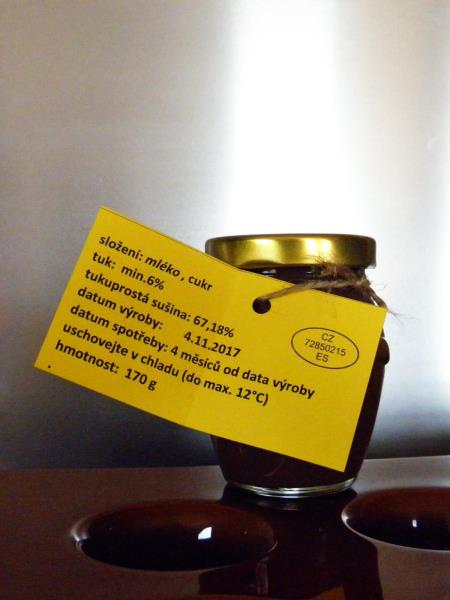 složení: mléko , cukr
tuk: min.6%
tukuprostá sušina: 67,18%
datum výroby: 4.11.2017
datum spotřeby: 4 měsíců od data výroby
uschovejte v chladu (do max. 12°C)
hmotnost: 170 g
CZ
72850215
ES